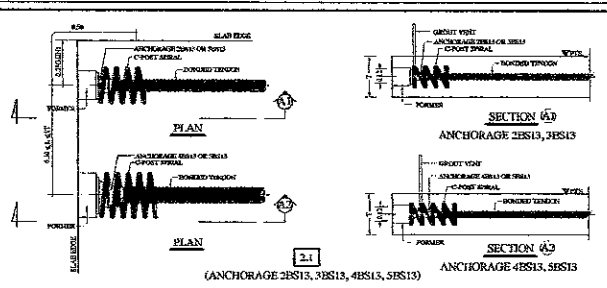 0.50
SLAB EDGE
ANCHORAGE 2BS13 OR 3BS13
C-POST SPIRAL
BONDED TENDON
FORMER
PLAN
A1
ANCHORAGE 4BS13 OR 5BS13
C-POST SPIRAL
BONDED TENDON
FORMER
PLAN
A2
SLAB EDGE
GROUT VENT
ANCHORAGE 2BS13 OR 3BS13
C-POST SPIRAL
BONDED TENDON
FORMER
SECTION A1
ANCHORAGE 2BS13, 3BS13
GROUT VENT
ANCHORAGE 4BS13 OR 5BS13
C-POST SPIRAL
BONDED TENDON
FORMER
SECTION A2
ANCHORAGE 4BS13, 5BS13
2.1
(ANCHORAGE 2BS13, 3BS13, 4BS13, 5BS13)